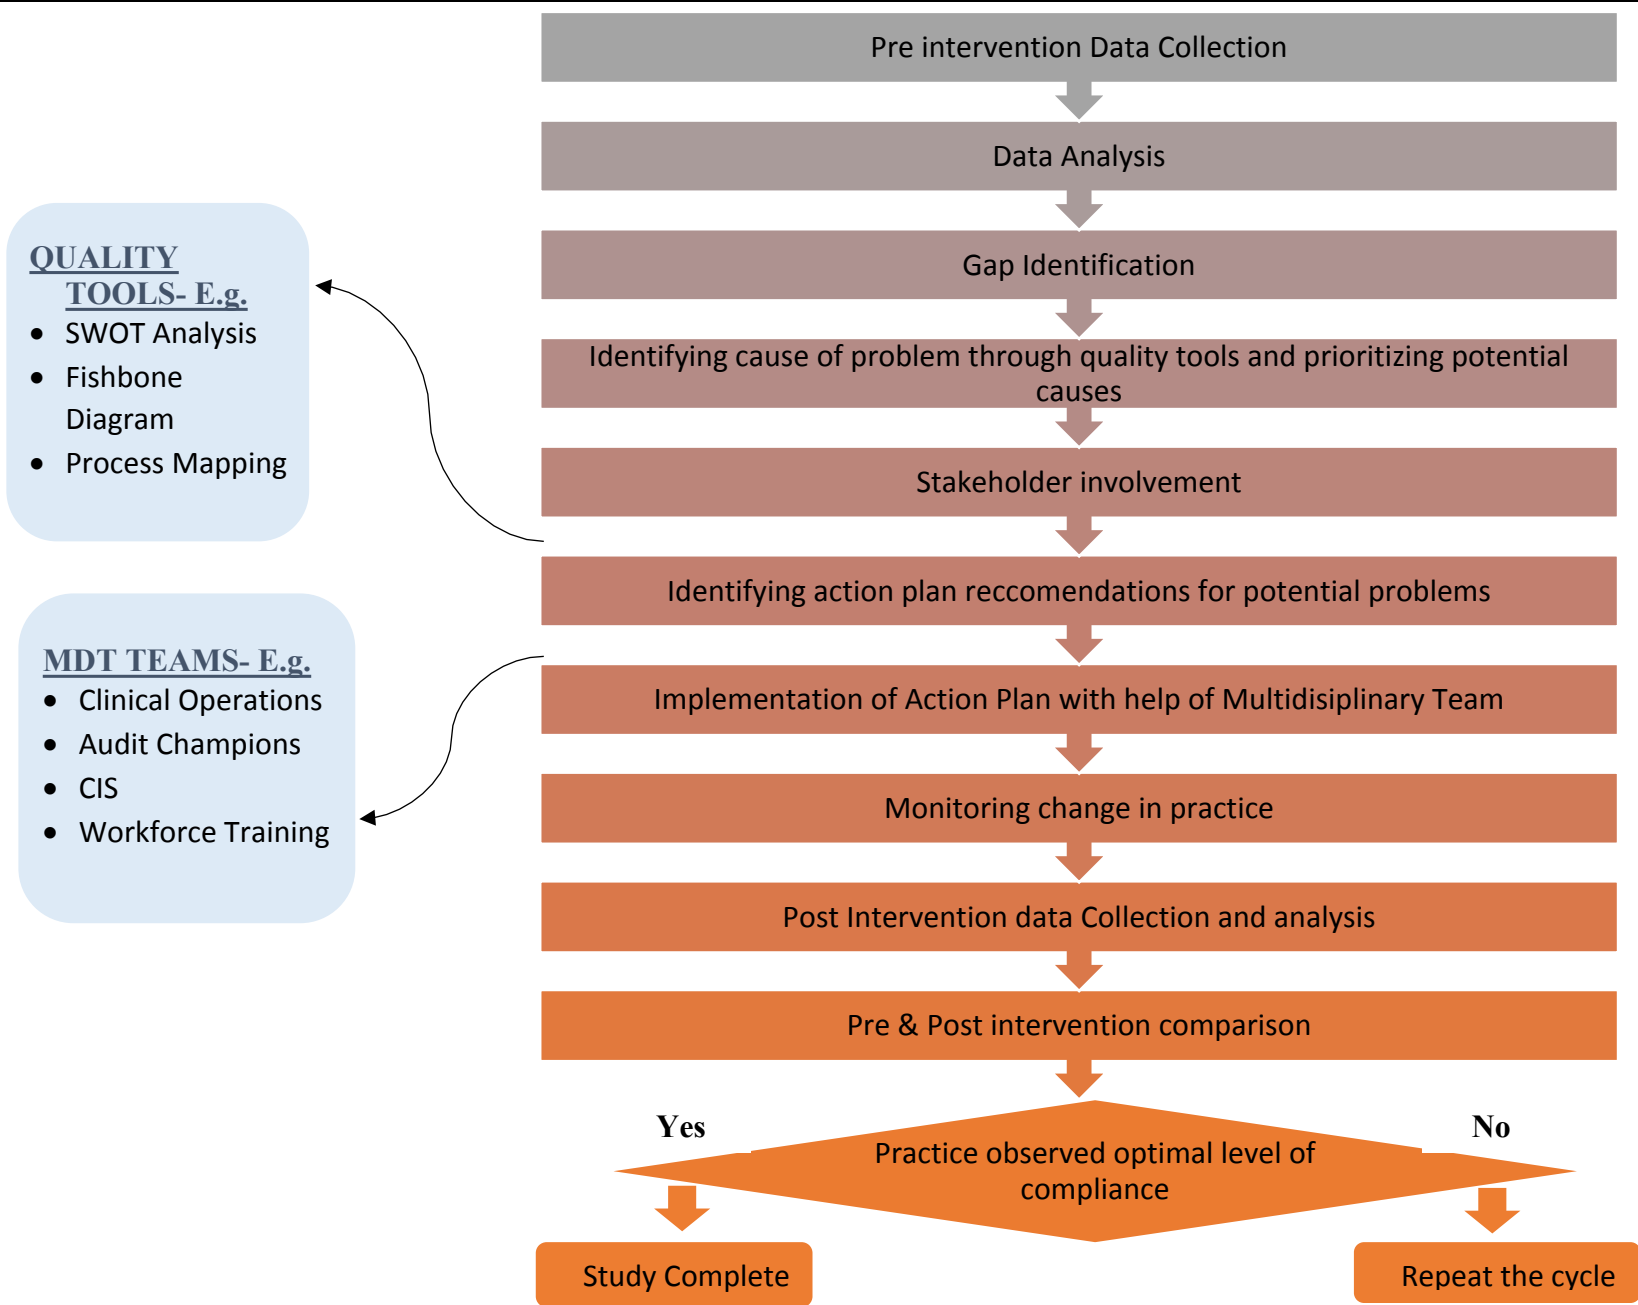 Pre intervention Data Collection
Data Analysis
Gap Identification
Identifying cause of problem through quality tools and prioritizing potential
causes
Stakeholder involvement
Identifying action plan reccomendations for potential problems
Implementation of Action Plan with help of Multidisiplinary Team
Monitoring change in practice
Post Intervention data Collection and analysis
Pre & Post intervention comparison
Yes
No
Practice observed optimal level of
compliance
Study Complete
Repeat the cycle
QUALITY
TOOLS- E.g.
• SWOT Analysis
• Fishbone
Diagram
• Process Mapping
MDT TEAMS- E.g.
• Clinical Operations
• Audit Champions
• CIS
• Workforce Training